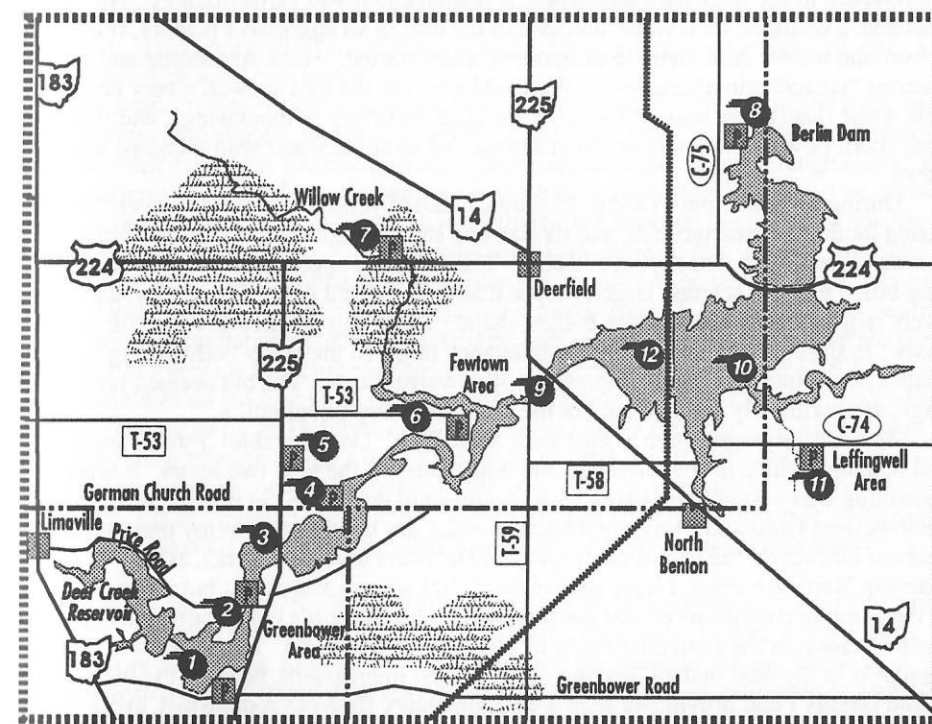 183
225
8
Berlin Dam
C-75
Willow Creek
14
7
224
224
Deerfield
225
Fewtown
Area
9
12
10
T-53
6
C-74
T-53
5
Leffingwell
Area
4
T-58
11
German Church Road
Limaville
Price Road
3
T-59
North
Benton
Deer Creek
Reservoir
2
Greenbower
Area
14
183
1
Greenbower Road
P
P
P
P
P
P
P
P